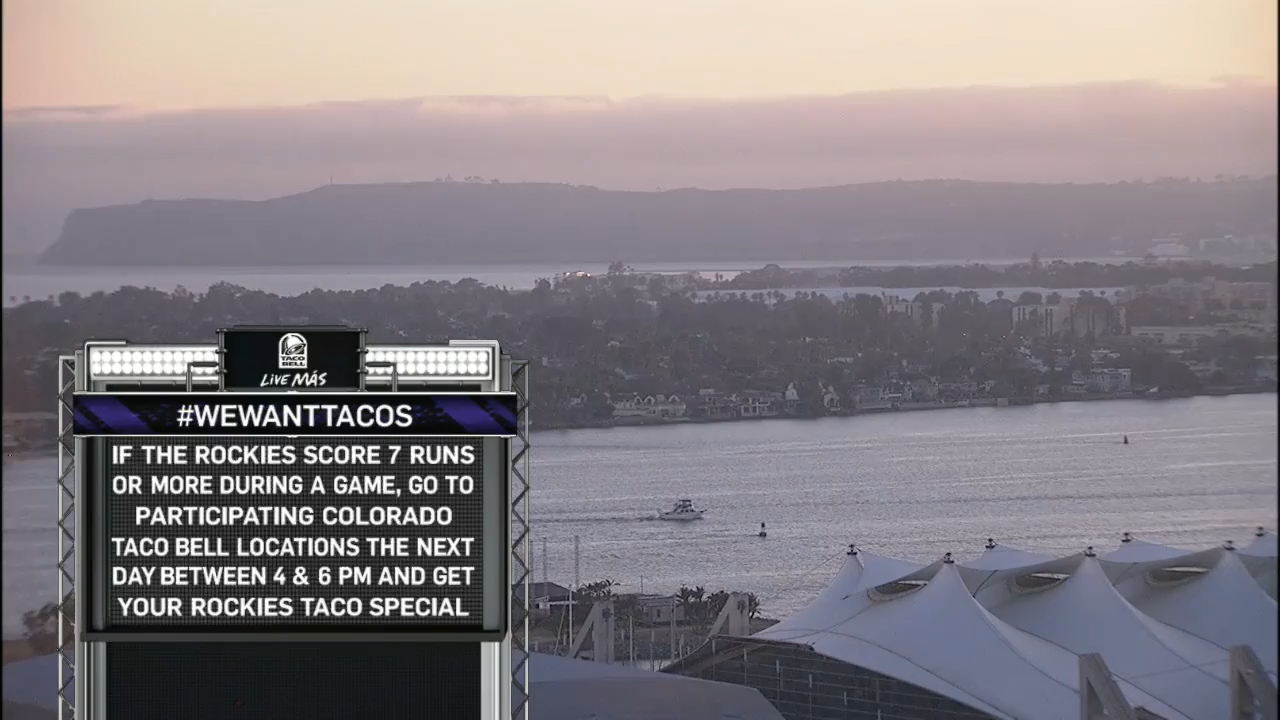 TACO
BELL
LIVE MÁS
#WEWANTTACOS
IF THE ROCKIES SCORE 7 RUNS
OR MORE DURING A GAME, GO TO
PARTICIPATING COLORADO
TACO BELL LOCATIONS THE NEXT
DAY BETWEEN 4 & 6 PM AND GET
YOUR ROCKIES TACO SPECIAL